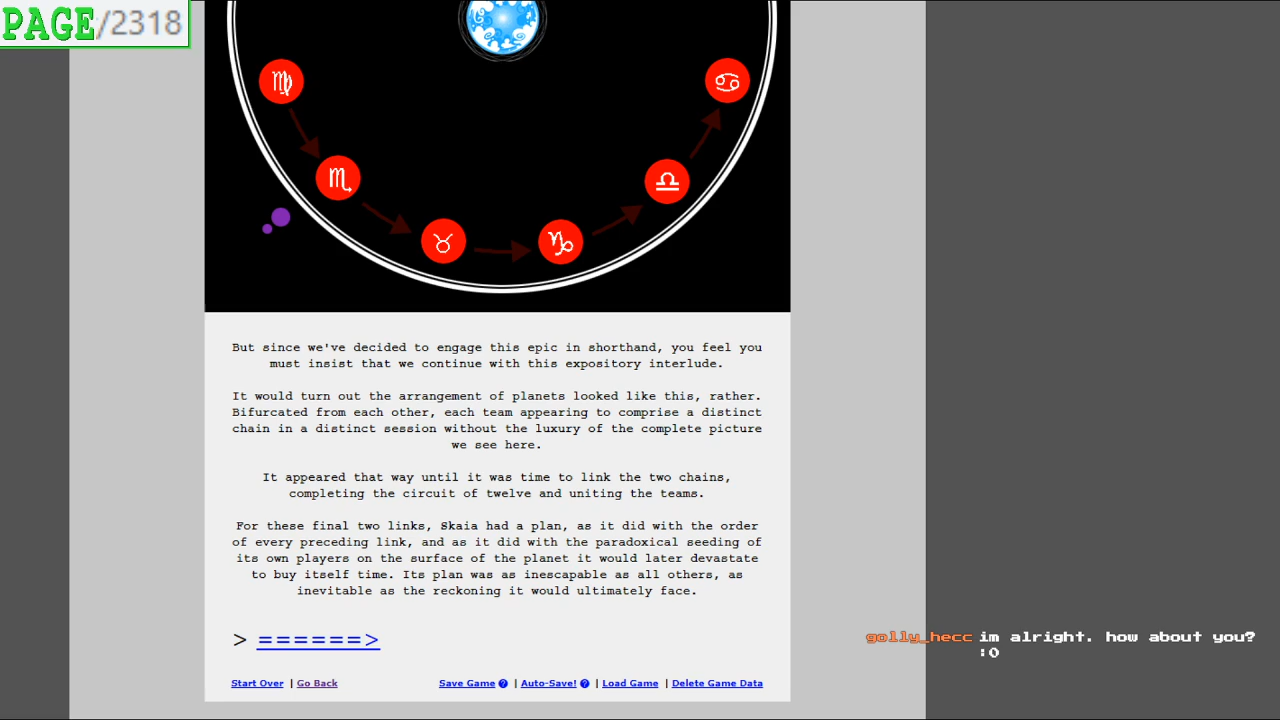 PAGE/2318
♍
♋
♏
♎
♉
♑
But since we've decided to engage this epic in shorthand, you feel you
must insist that we continue with this expository interlude.
It would turn out the arrangement of planets looked like this, rather.
Bifurcated from each other, each team appearing to comprise a distinct
chain in a distinct session without the luxury of the complete picture
we see here.
It appeared that way until it was time to link the two chains,
completing the circuit of twelve and uniting the teams.
For these final two links, Skaia had a plan, as it did with the order
of every preceding link, and as it did with the paradoxical seeding of
its own players on the surface of the planet it would later devastate
to buy itself time. Its plan was as inescapable as all others, as
inevitable as the reckoning it would ultimately face.
> ======>
golly_hecc im alright. how about you?
:O
Start Over | Go Back Save Game ? | Auto-Save! ? | Load Game | Delete Game Data